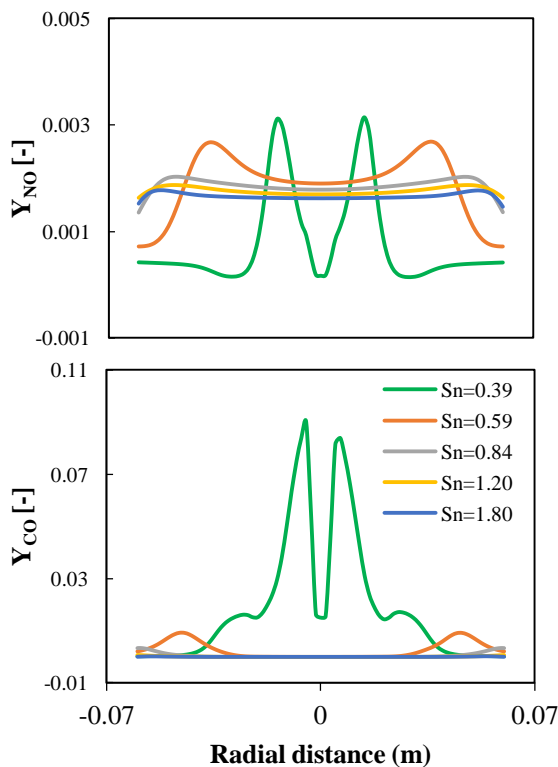 0.005
0.003
0.001
-0.001
Y_NO [-]
0.11
0.07
0.03
-0.01
Y_CO [-]
Sn=0.39
Sn=0.59
Sn=0.84
Sn=1.20
Sn=1.80
-0.07 0 0.07
Radial distance (m)